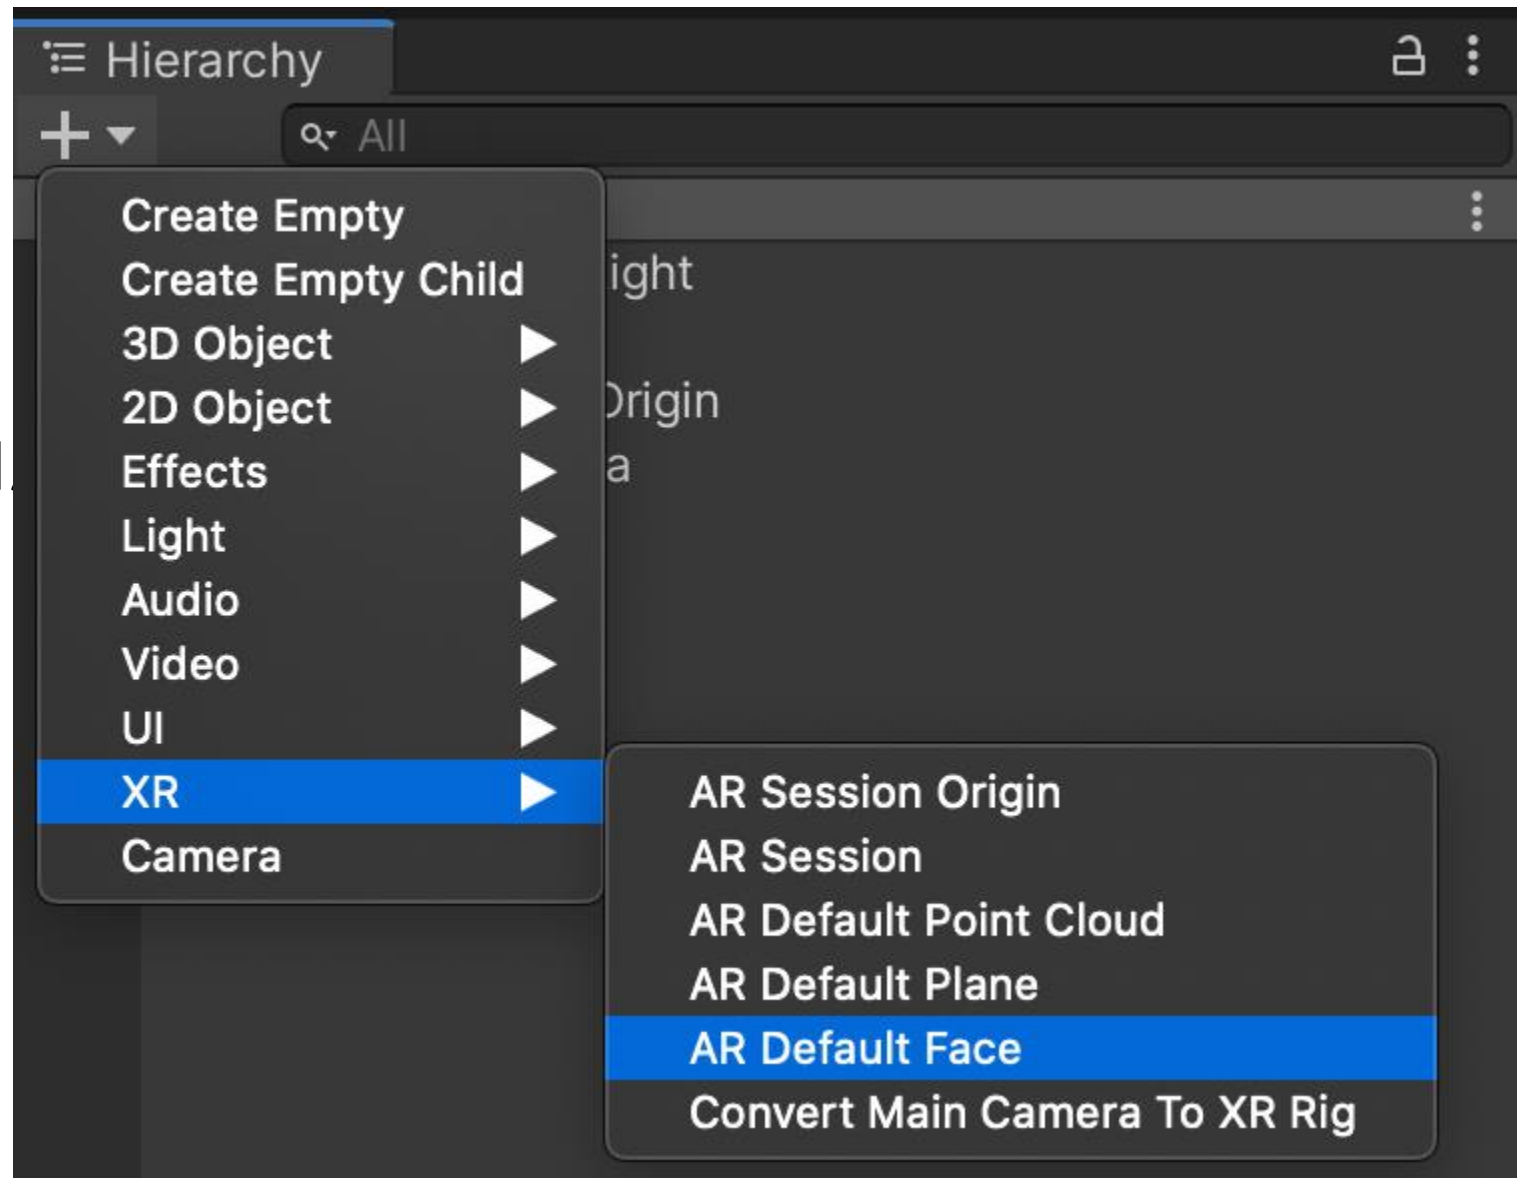 Hierarchy
All
Create Empty
Create Empty Child
ight
3D Object
2D Object
Origin
Effects
a
Light
Audio
Video
UI
XR
AR Session Origin
Camera
AR Session
AR Default Point Cloud
AR Default Plane
AR Default Face
Convert Main Camera To XR Rig